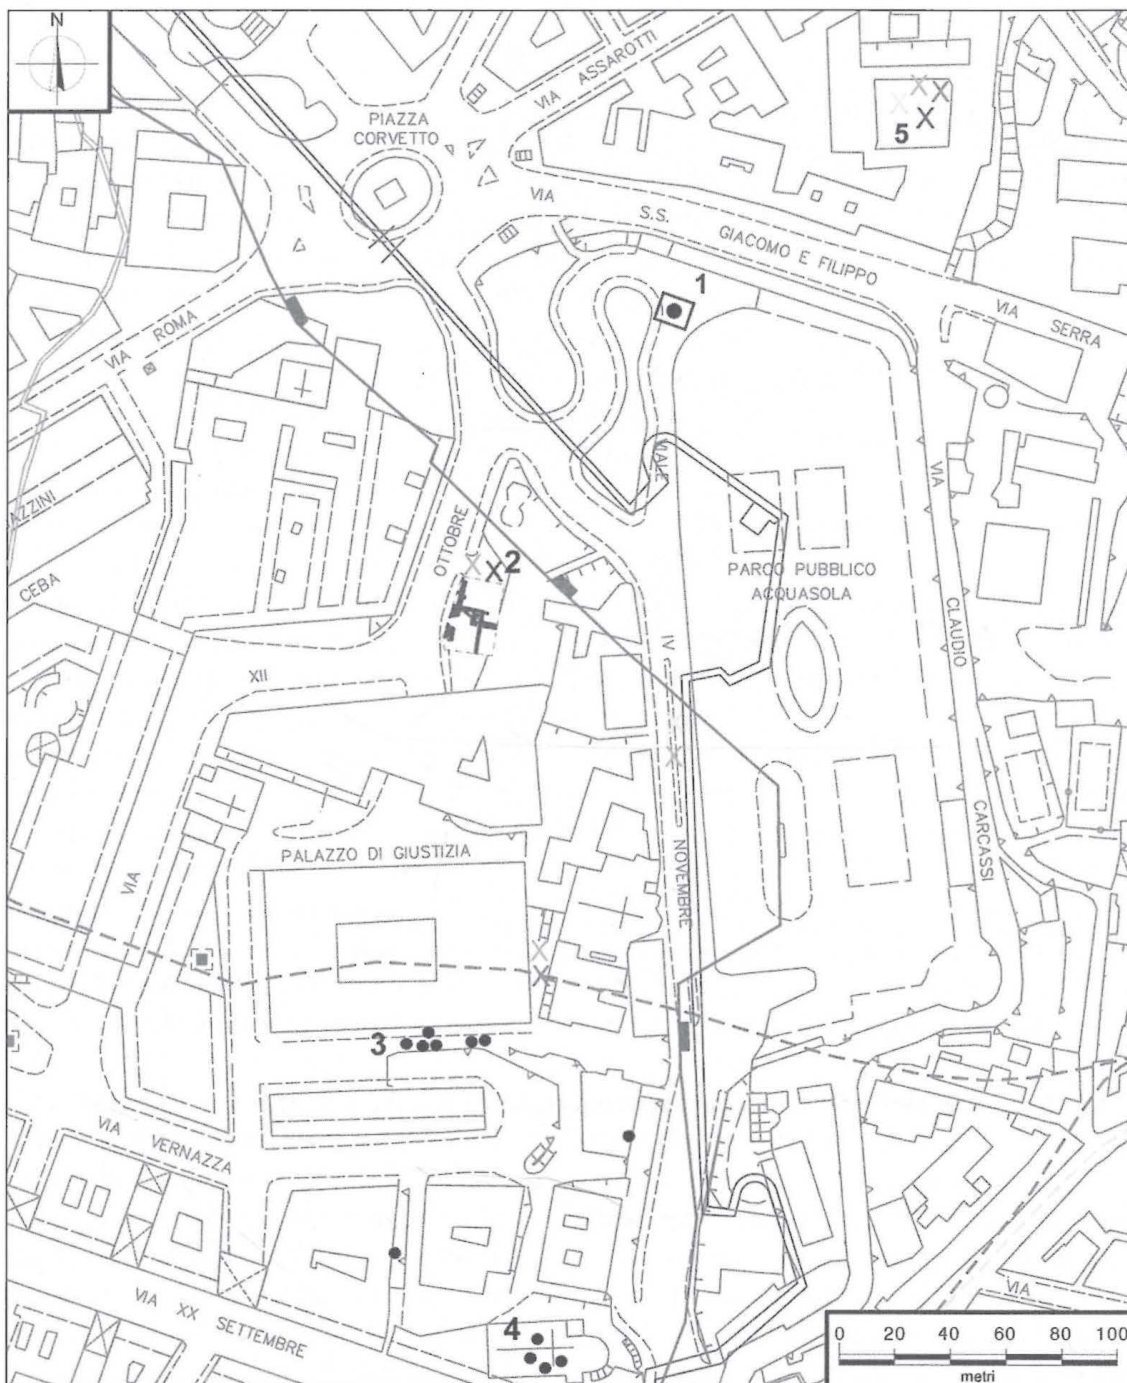 N
VIA ASSAROTTI
PIAZZA
CORVETTO
5
VIA
S.S.
GIACOMO E FILIPPO
1
VIA
SERRA
VIA ROMA
VIALE
AZZINI
OTTOBRE
2
PARCO PUBBLICO
ACQUASOLA
VIA
CEBA
CLAUDIO
IV
XII
CARCASSI
NOVEMBRE
PALAZZO DI GIUSTIZIA
VIA
3
VIA
VERNAZZA
VIA
VIA XX SETTEMBRE
4
0 20 40 60 80 100
metri